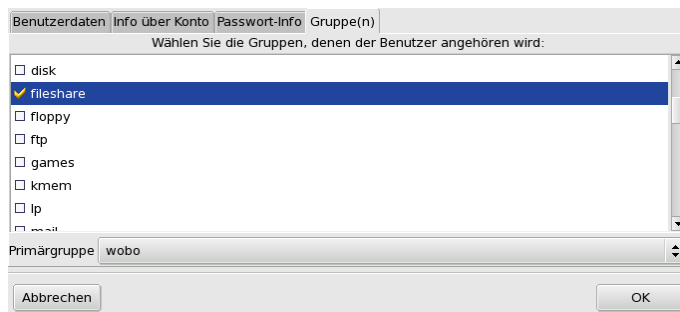 Benutzerdaten Info über Konto Passwort-Info Gruppe(n)
Wählen Sie die Gruppen, denen der Benutzer angehören wird:
disk
fileshare
floppy
ftp
games
kmem
lp
mail
Primärgruppe wobo
Abbrechen OK